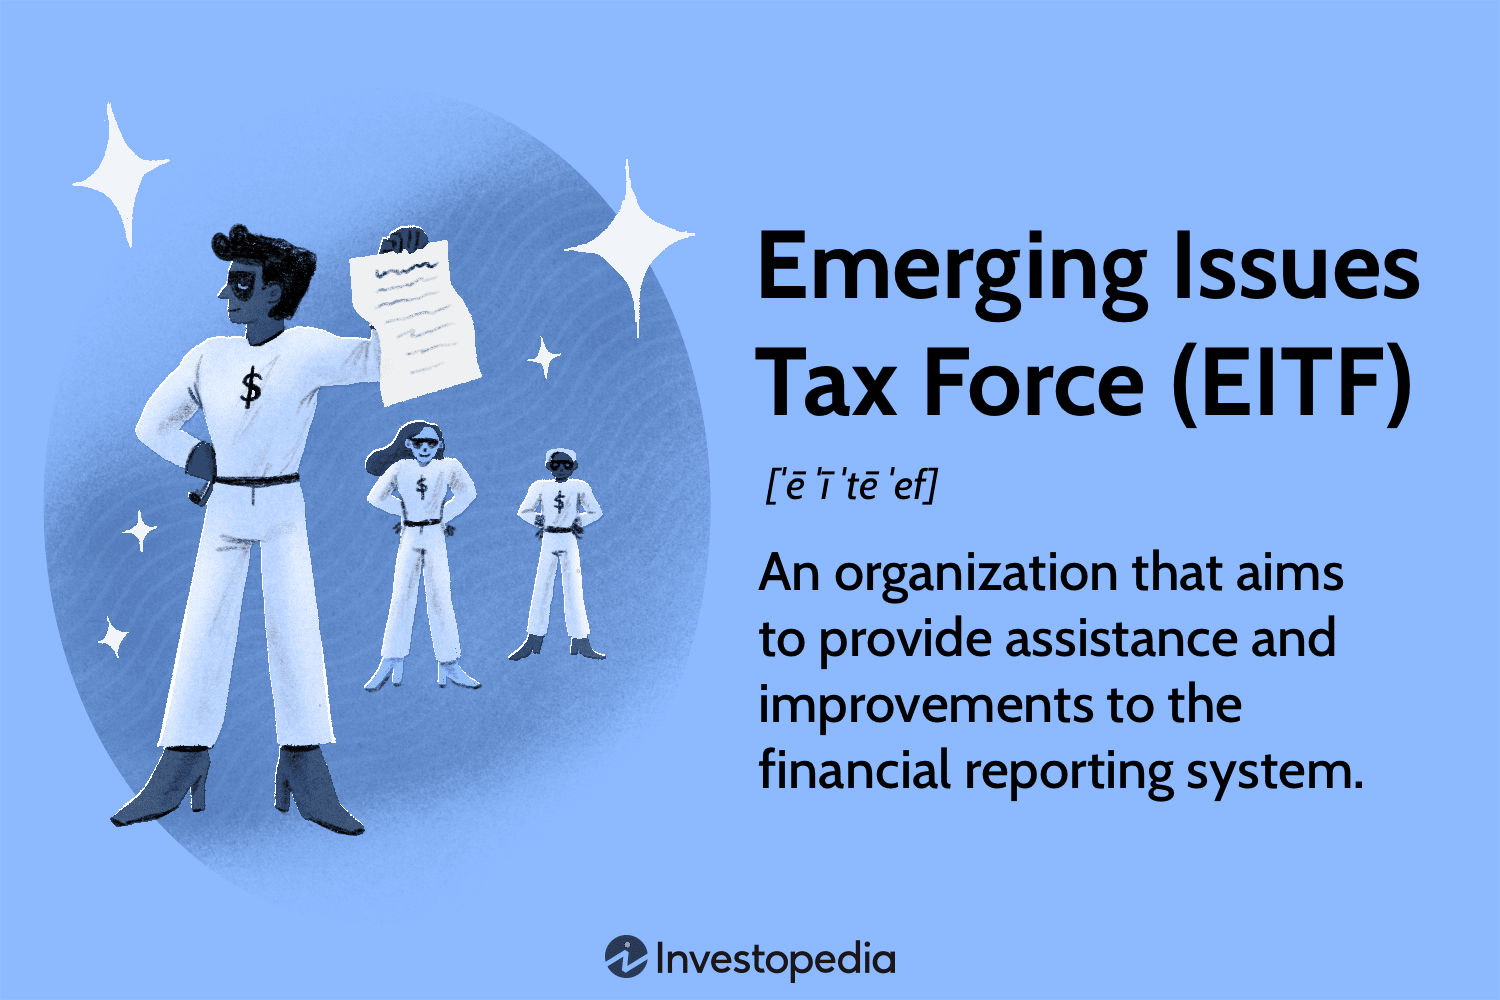 $
$
$
Emerging Issues
Tax Force (EITF)
[ˈē ˈī ˈtē ˈef]
An organization that aims
to provide assistance and
improvements to the
financial reporting system.
Investopedia